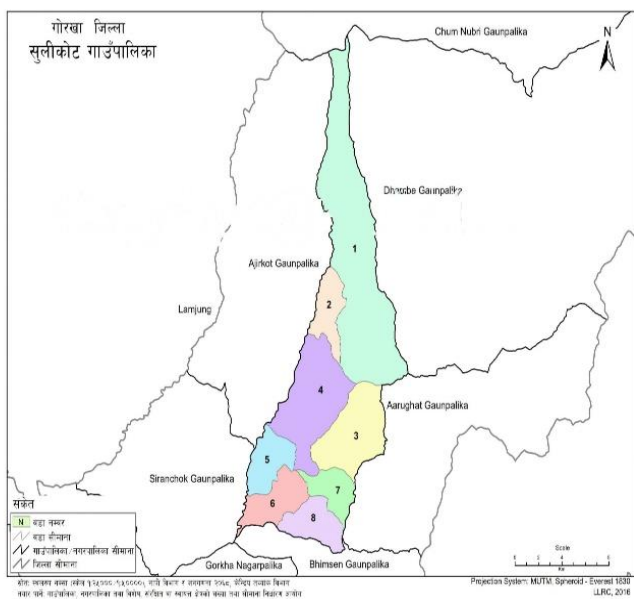 गोरखा जिल्ला
सुलीकोट गाउँपालिका
Chum Nubri Gaunpalika
N
Gaunpalika
1
Ajirkot Gaunpalika
2
Lamjung
4
Aarughat Gaunpalika
3
5
Siranchok Gaunpalika
7
6
8
Gorkha Nagarpalika
Bhimsen Gaunpalika
सङ्केत
N वडा नम्बर
वडा सीमाना
गाउँपालिका/नगरपालिका सीमाना
जिल्ला सीमाना
Scale
Projection System: MUTM, Spheroid - Everest 1830
LLRC, 2016